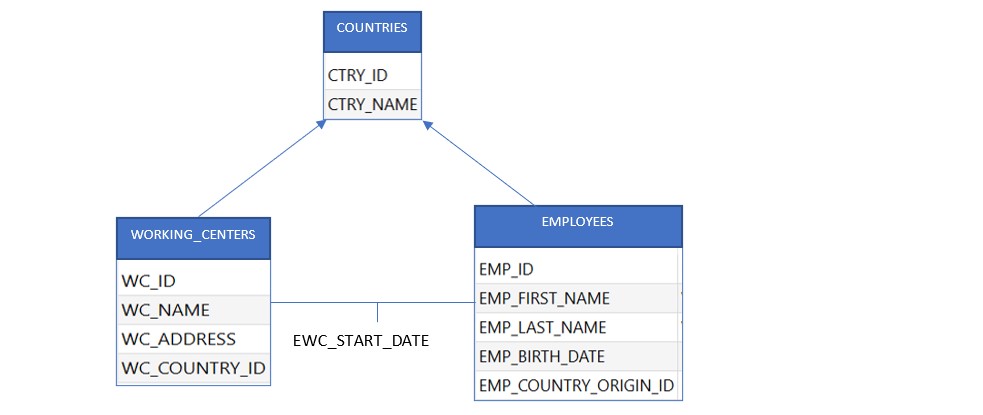 COUNTRIES
CTRY_ID
CTRY_NAME
WORKING_CENTERS
WC_ID
WC_NAME
WC_ADDRESS
WC_COUNTRY_ID
EWC_START_DATE
EMPLOYEES
EMP_ID
EMP_FIRST_NAME
EMP_LAST_NAME
EMP_BIRTH_DATE
EMP_COUNTRY_ORIGIN_ID